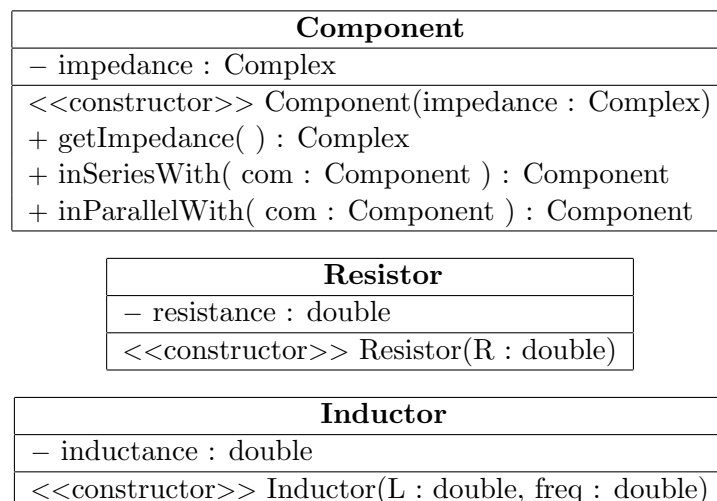 Component
− impedance : Complex
<<constructor>> Component(impedance : Complex)
+ getImpedance( ) : Complex
+ inSeriesWith( com : Component ) : Component
+ inParallelWith( com : Component ) : Component
Resistor
− resistance : double
<<constructor>> Resistor(R : double)
Inductor
− inductance : double
<<constructor>> Inductor(L : double, freq : double)